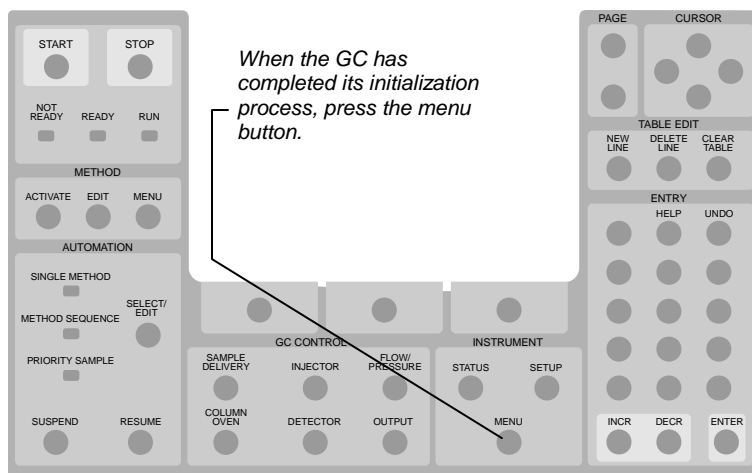 START STOP
NOT READY READY RUN
METHOD
ACTIVATE EDIT MENU
AUTOMATION
SINGLE METHOD
SELECT/ EDIT
METHOD SEQUENCE
PRIORITY SAMPLE
SUSPEND RESUME
When the GC has
completed its initialization
process, press the menu
button.
GC CONTROL
SAMPLE DELIVERY INJECTOR FLOW/ PRESSURE
COLUMN OVEN DETECTOR OUTPUT
INSTRUMENT
STATUS SETUP
MENU
PAGE CURSOR
TABLE EDIT
NEW LINE DELETE LINE CLEAR TABLE
ENTRY
HELP UNDO
INCR DECR ENTER